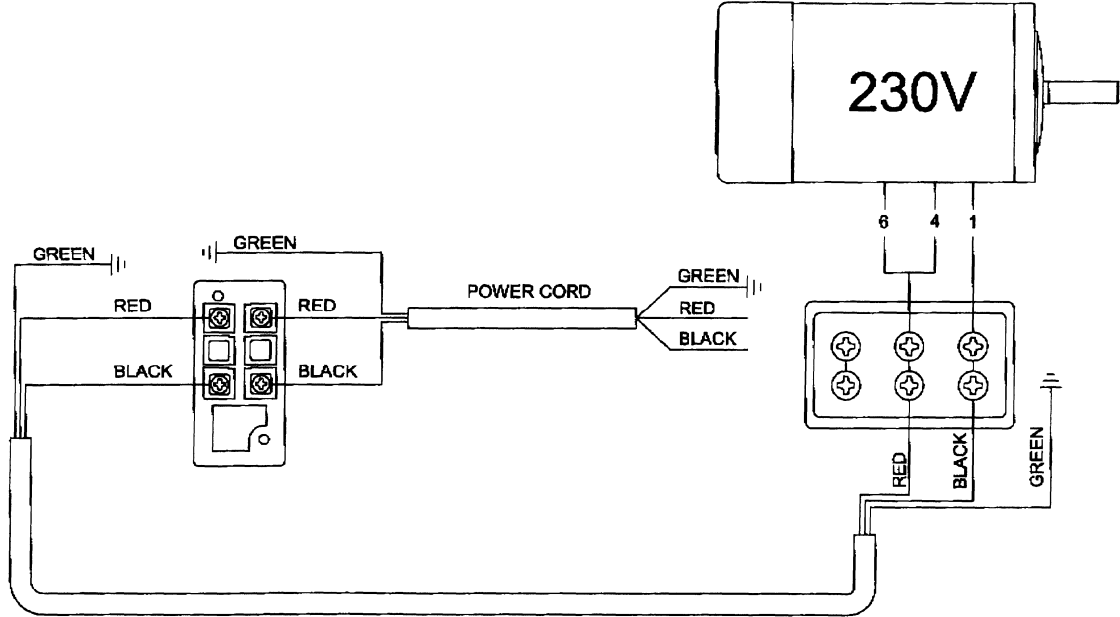 230V
6 4 1
GREEN
GREEN
GREEN
POWER CORD
RED
RED
RED
BLACK
BLACK
BLACK
RED
BLACK
GREEN